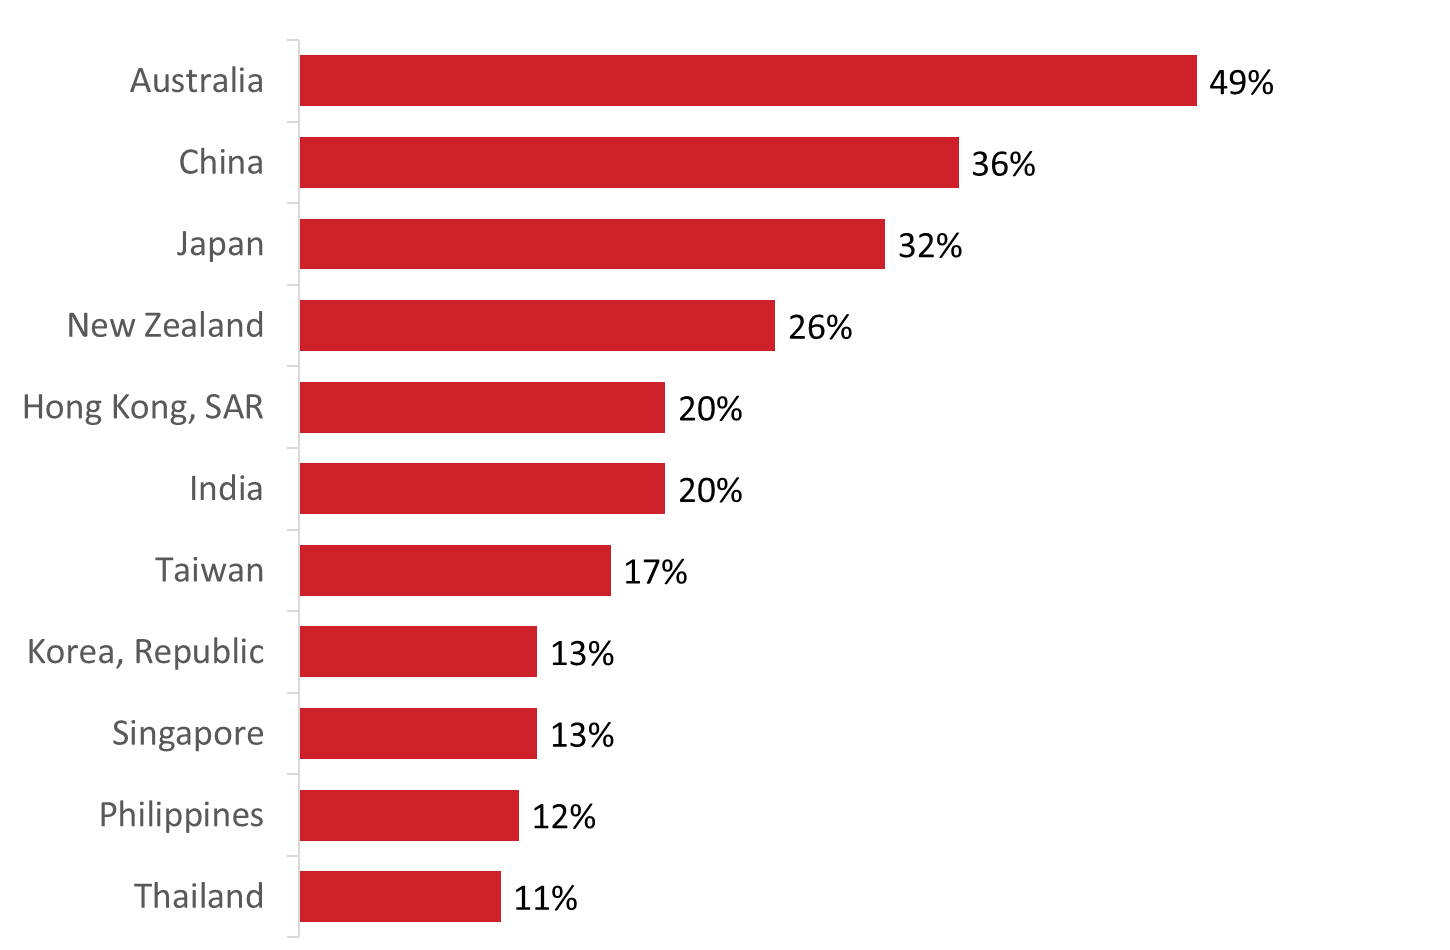 Australia 49%
China 36%
Japan 32%
New Zealand 26%
Hong Kong, SAR 20%
India 20%
Taiwan 17%
Korea, Republic 13%
Singapore 13%
Philippines 12%
Thailand 11%